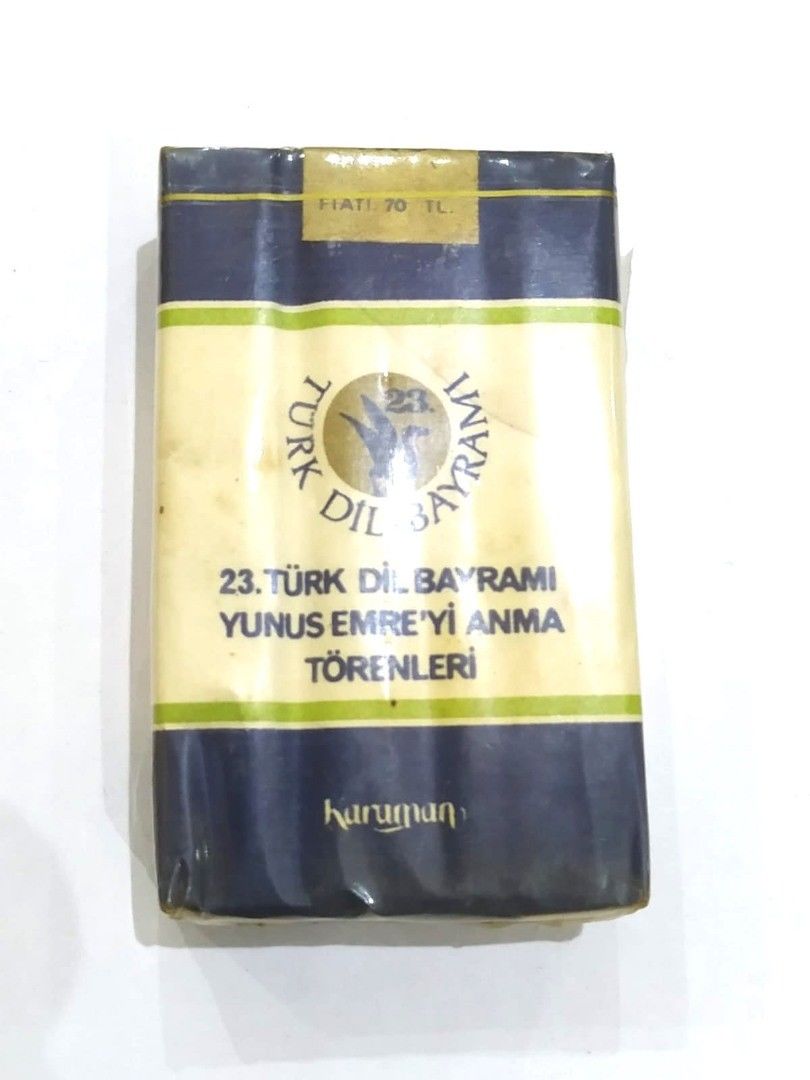 FIATI. 70 TL.
23.
TÜRK DİL BAYRAMI
23. TÜRK DİL BAYRAMI
YUNUS EMRE'Yİ ANMA
TÖRENLERİ
Karaman